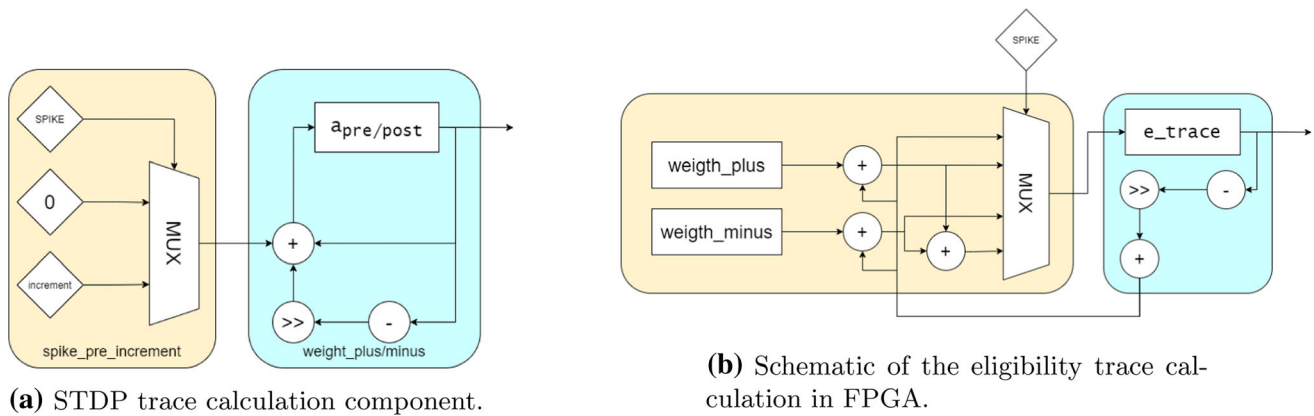 SPIKE
0
increment
MUX
spike_pre_increment
a_pre/post
+
>>
-
weight_plus/minus
(a) STDP trace calculation component.
SPIKE
weigth_plus
weigth_minus
+
+
+
MUX
e_trace
>>
-
+
(b) Schematic of the eligibility trace cal-
culation in FPGA.